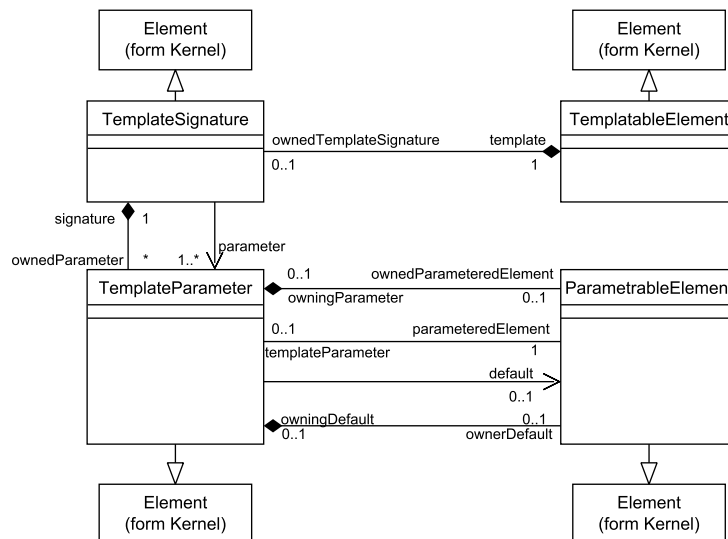 Element
(form Kernel)
Element
(form Kernel)
TemplateSignature
TemplatableElement
ownedTemplateSignature
template
0..1
1
signature
1
parameter
ownedParameter
*
1..*
TemplateParameter
0..1
ownedParameteredElement
ParametrableElement
owningParameter
0..1
0..1
parameteredElement
templateParameter
1
default
0..1
owningDefault
0..1
0..1
ownerDefault
Element
(form Kernel)
Element
(form Kernel)